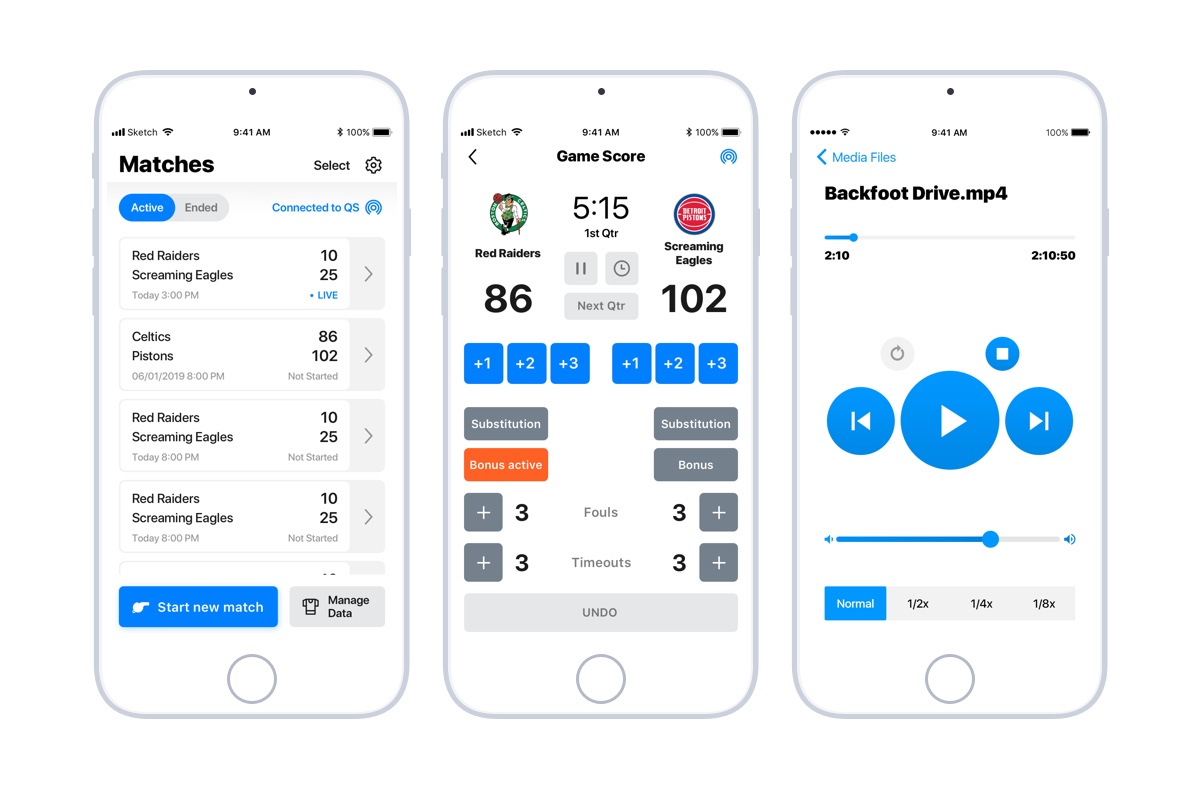 Sketch 9:41 AM 100%
Matches Select
Active Ended Connected to QS
Red Raiders 10
Screaming Eagles 25
Today 3:00 PM • LIVE
Celtics 86
Pistons 102
06/01/2019 8:00 PM Not Started
Red Raiders 10
Screaming Eagles 25
Today 8:00 PM Not Started
Red Raiders 10
Screaming Eagles 25
Today 8:00 PM Not Started
Start new match
Manage
Data
Sketch 9:41 AM 100%
Game Score
5:15
1st Qtr
DETROIT
PISTONS
Red Raiders
Screaming
Eagles
86
Next Qtr
102
+1 +2 +3 +1 +2 +3
Substitution Substitution
Bonus active Bonus
+ 3 Fouls 3 +
+ 3 Timeouts 3 +
UNDO
9:41 AM 100%
Media Files
Backfoot Drive.mp4
2:10 2:10:50
Normal 1/2x 1/4x 1/8x